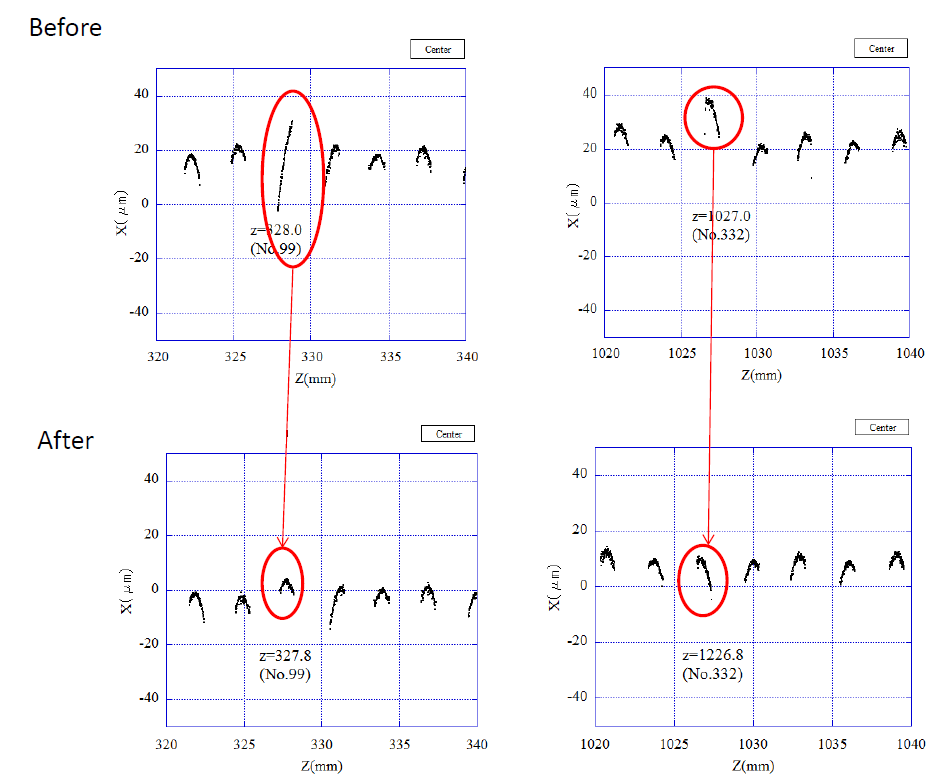 Before
Center
40
20
0
-20
-40
X(μm)
z=328.0
(No.99)
320
325
330
335
340
Z(mm)
Center
40
20
0
-20
-40
X(μm)
z=1027.0
(No.332)
1020
1025
1030
1035
1040
Z(mm)
After
Center
40
20
0
-20
-40
X(μm)
z=327.8
(No.99)
320
325
330
335
340
Z(mm)
Center
40
20
0
-20
-40
X(μm)
z=1226.8
(No.332)
1020
1025
1030
1035
1040
Z(mm)